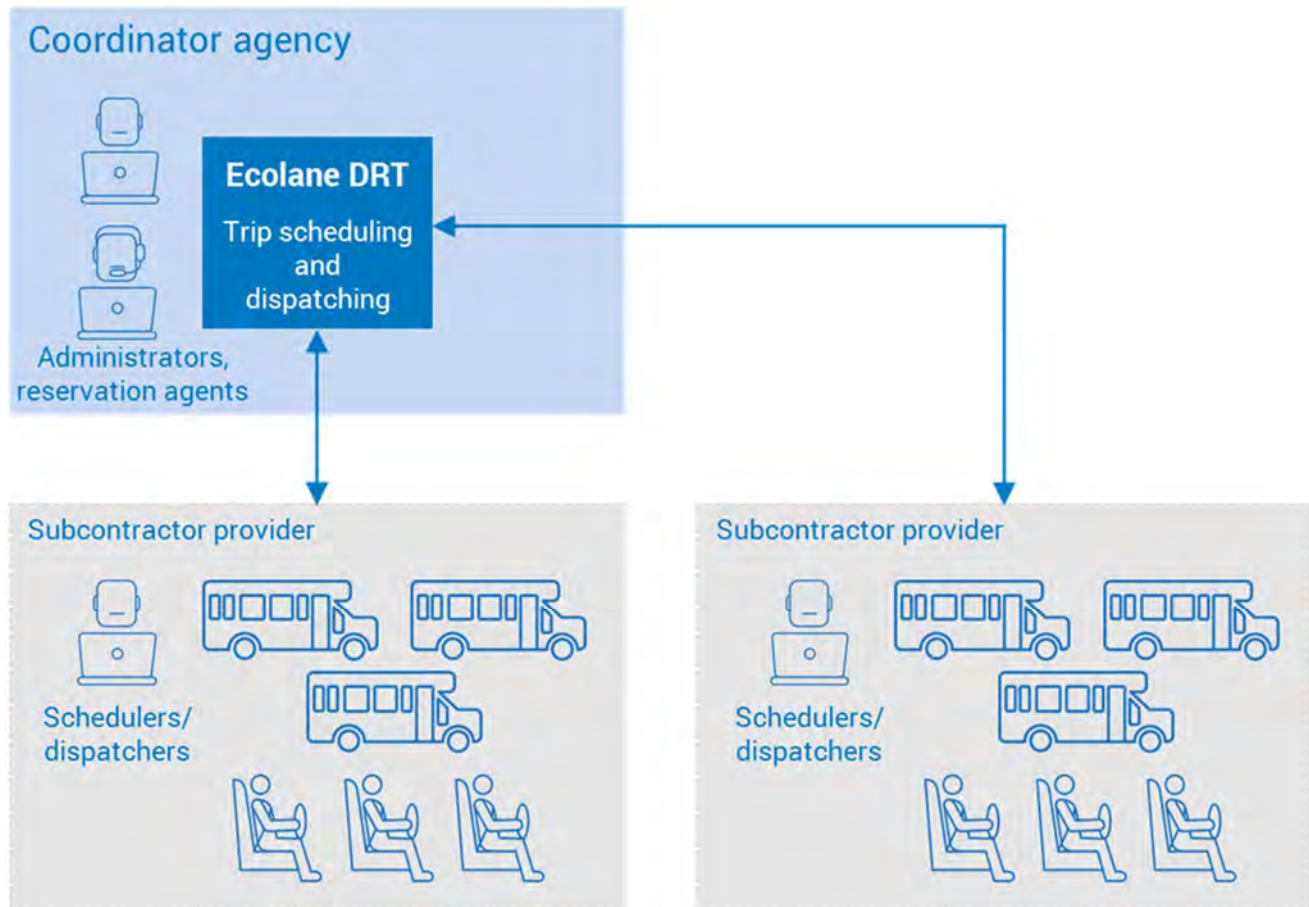 Coordinator agency
Ecolane DRT
Trip scheduling
and
dispatching
Administrators,
reservation agents
Subcontractor provider
Schedulers/
dispatchers
Subcontractor provider
Schedulers/
dispatchers